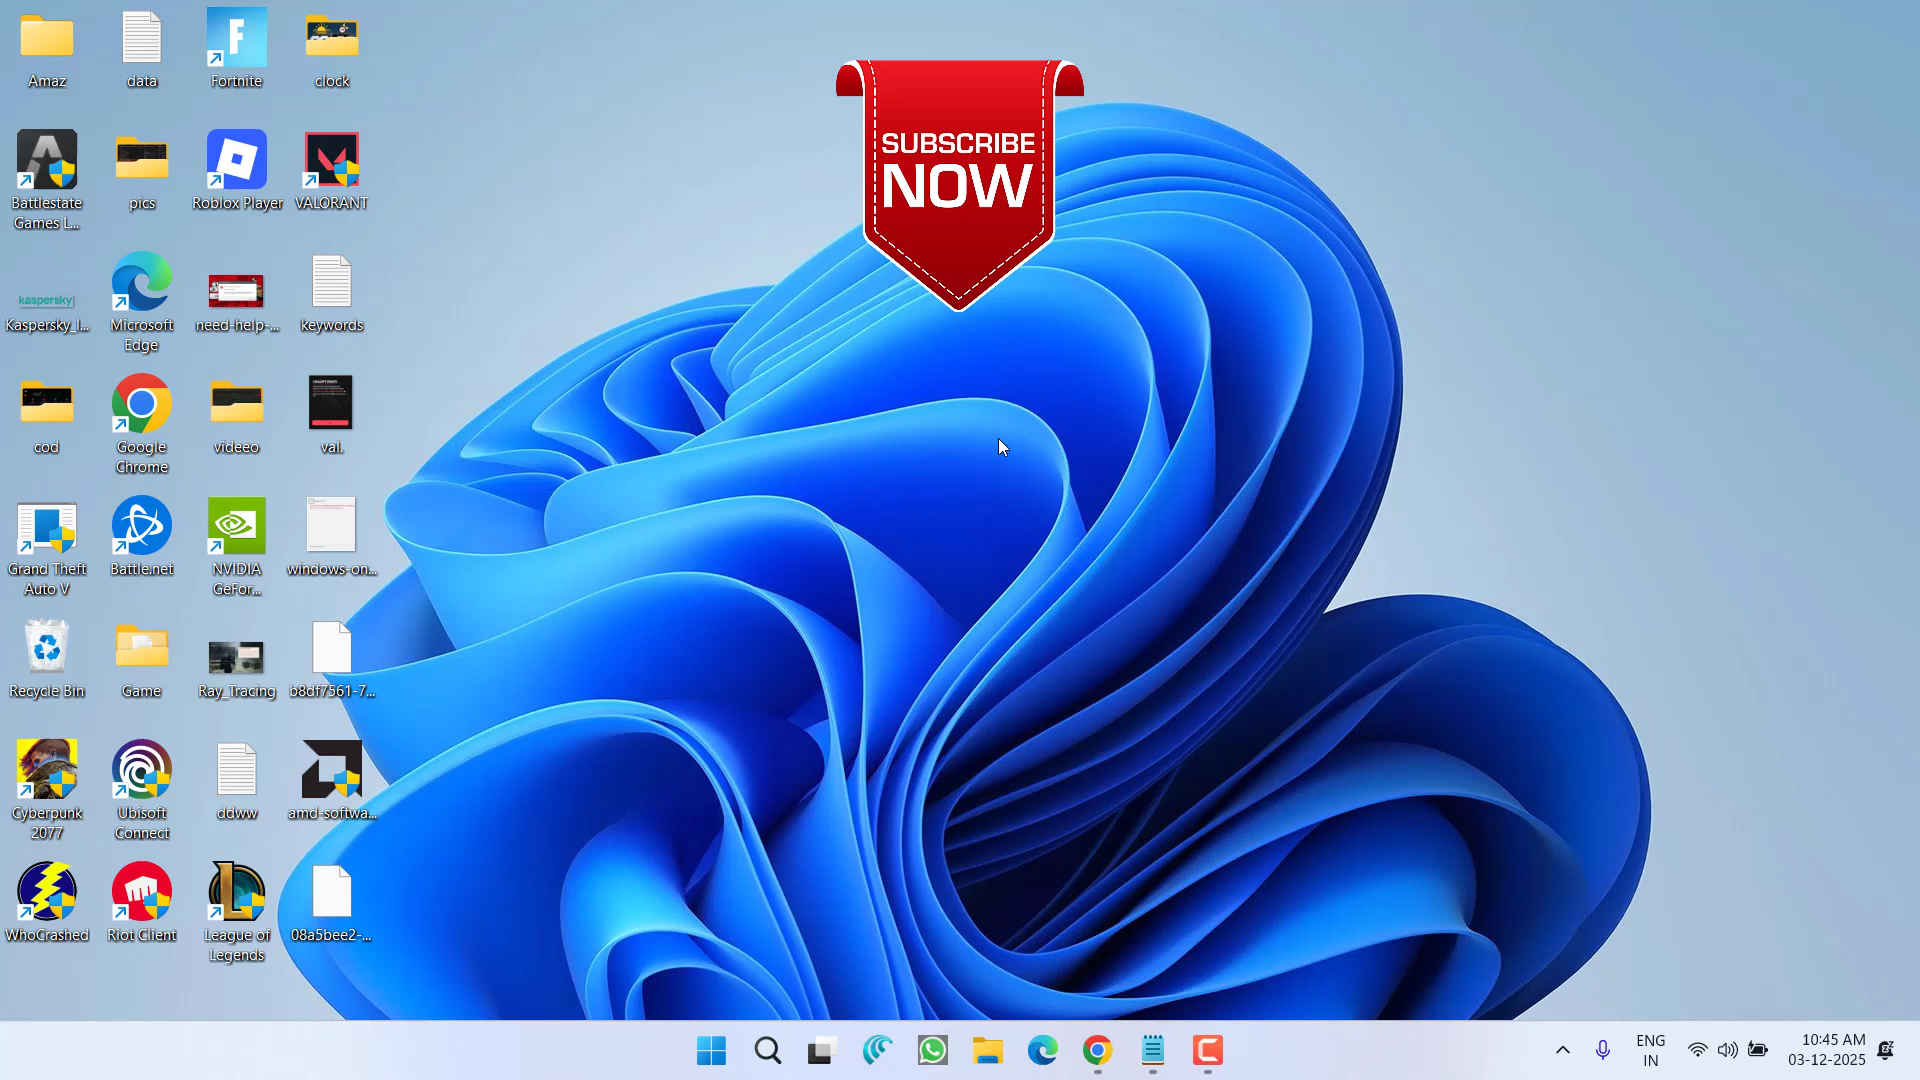 Amaz
data
Fortnite
clock
Battlestate
Games L...
pics
Roblox Player
VALORANT
kaspersky
Kaspersky_I...
Microsoft
Edge
need-help-...
keywords
cod
Google
Chrome
videeo
val.
Grand Theft
Auto V
Battle.net
NVIDIA
GeFor...
windows-on...
Recycle Bin
Game
Ray_Tracing
b8df7561-7...
Cyberpunk
2077
Ubisoft
Connect
ddww
amd-softwa...
WhoCrashed
Riot Client
League of
Legends
08a5bee2-...
SUBSCRIBE
NOW
ENG
IN
10:45 AM
03-12-2025